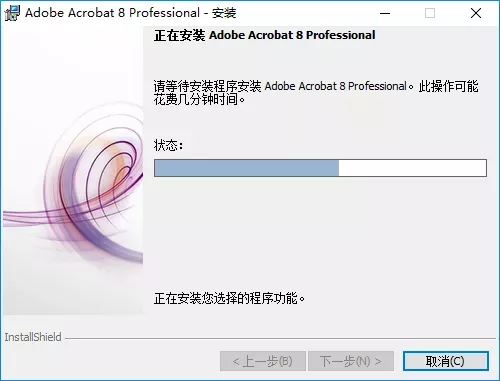 Adobe Acrobat 8 Professional - 安装
正在安装 Adobe Acrobat 8 Professional
请等待安装程序安装 Adobe Acrobat 8 Professional。此操作可能
花费几分钟时间。
状态：
正在安装您选择的程序功能。
InstallShield
< 上一步(B)
下一步(N) >
取消(C)